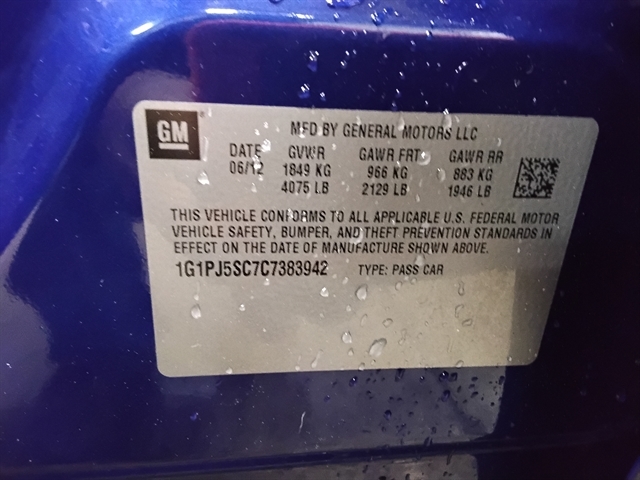 GM
MFD BY GENERAL MOTORS LLC
DATE GVWR GAWR FRT GAWR RR
06/12 1849 KG 966 KG 883 KG
4075 LB 2129 LB 1946 LB
THIS VEHICLE CONFORMS TO ALL APPLICABLE U.S. FEDERAL MOTOR
VEHICLE SAFETY, BUMPER, AND THEFT PREVENTION STANDARDS IN
EFFECT ON THE DATE OF MANUFACTURE SHOWN ABOVE.
1G1PJ5SC7C7383942 TYPE: PASS CAR